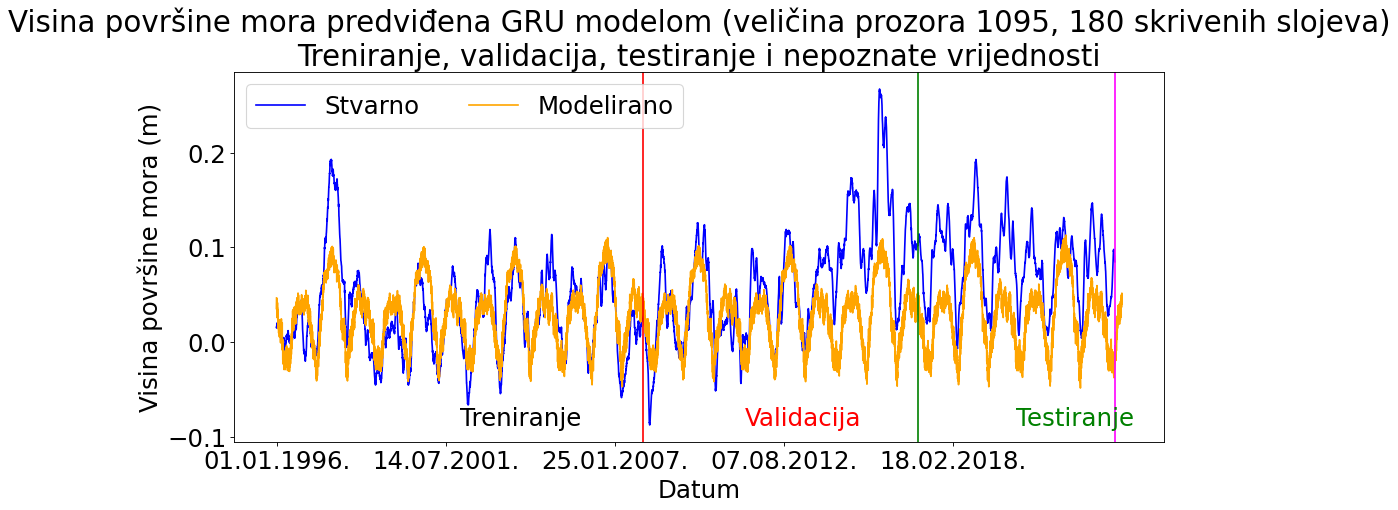 Visina površine mora predviđena GRU modelom (veličina prozora 1095, 180 skrivenih slojeva)
Treniranje, validacija, testiranje i nepoznate vrijednosti
Stvarno
Modelirano
Visina površine mora (m)
0.2
0.1
0.0
−0.1
Treniranje
Validacija
Testiranje
01.01.1996.
14.07.2001.
25.01.2007.
07.08.2012.
18.02.2018.
Datum